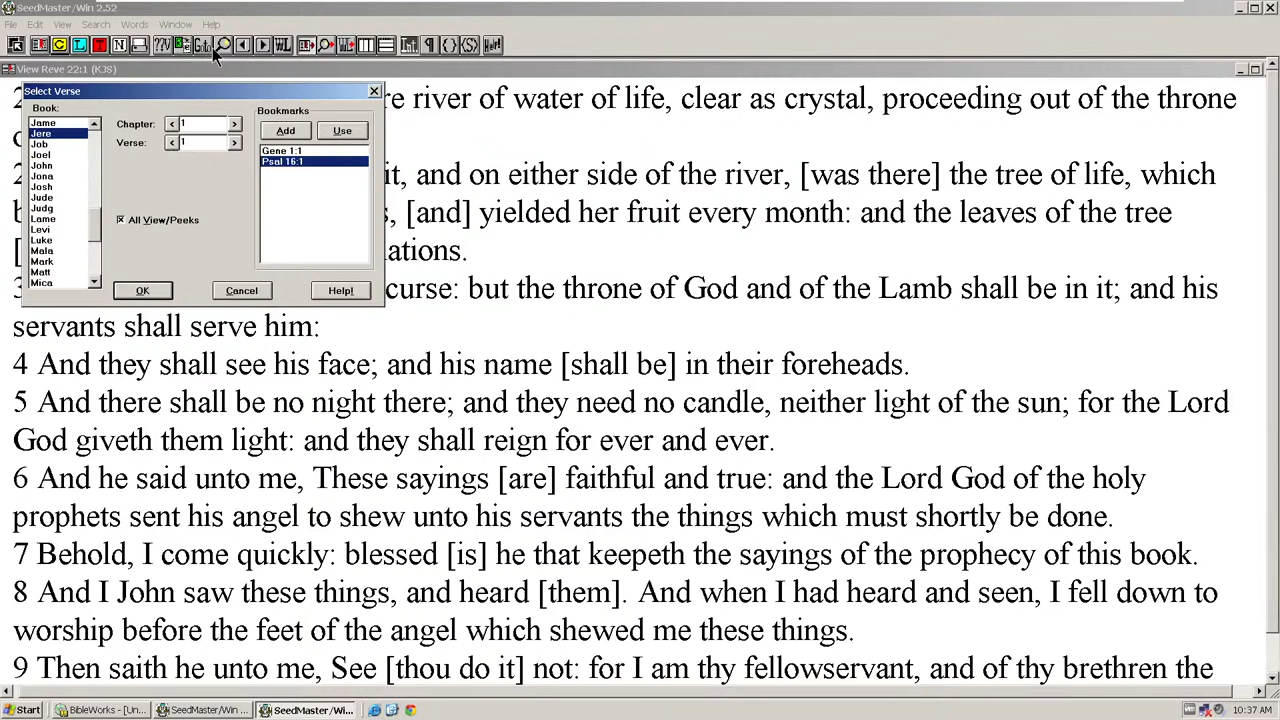 SeedMaster/Win 2.52
File Edit View Search Words Window Help
??V Goto WL
View Reve 22:1 (KJS)
Select Verse
Book:
Jame
Jere
Job
Joel
John
Jona
Josh
Jude
Judg
Lame
Levi
Luke
Mala
Mark
Matt
Mica
Chapter: < 1 >
Verse: < 1 >
All View/Peeks
Bookmarks
Add Use
Gene 1:1
Psal 16:1
OK Cancel Help!
2 re river of water of life, clear as crystal, proceeding out of the throne
it, and on either side of the river, [was there] the tree of life, which
, [and] yielded her fruit every month: and the leaves of the tree
[ ations.
3 curse: but the throne of God and of the Lamb shall be in it; and his
servants shall serve him:
4 And they shall see his face; and his name [shall be] in their foreheads.
5 And there shall be no night there; and they need no candle, neither light of the sun; for the Lord
God giveth them light: and they shall reign for ever and ever.
6 And he said unto me, These sayings [are] faithful and true: and the Lord God of the holy
prophets sent his angel to shew unto his servants the things which must shortly be done.
7 Behold, I come quickly: blessed [is] he that keepeth the sayings of the prophecy of this book.
8 And I John saw these things, and heard [them]. And when I had heard and seen, I fell down to
worship before the feet of the angel which shewed me these things.
9 Then saith he unto me, See [thou do it] not: for I am thy fellowservant, and of thy brethren the
Start BibleWorks - [Un... SeedMaster/Win ... SeedMaster/Wi... 10:37 AM